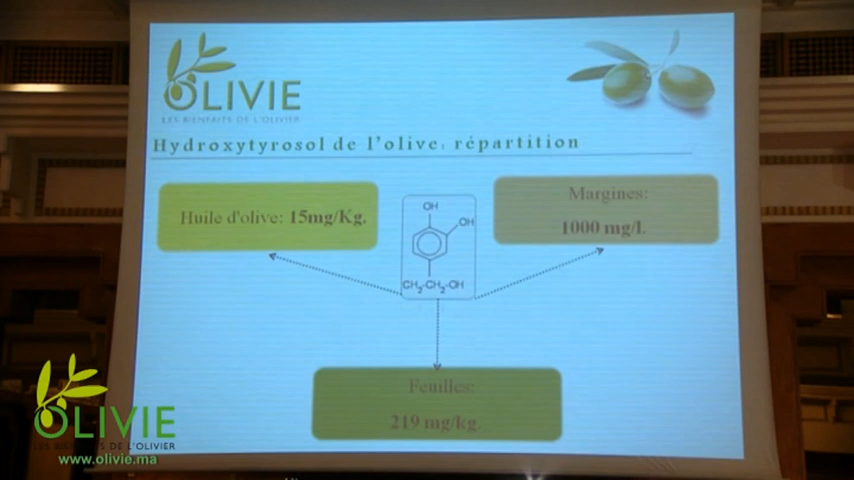 OLIVIE
LES BIENFAITS DE L'OLIVIER
Hydroxytyrosol de l'olive: répartition
Huile d'olive: 15mg/Kg.
Margines:
1000 mg/l.
OH
OH
CH2-CH2-OH
Feuilles:
219 mg/kg.
OLIVIE
LES BIENFAITS DE L'OLIVIER
www.olivie.ma